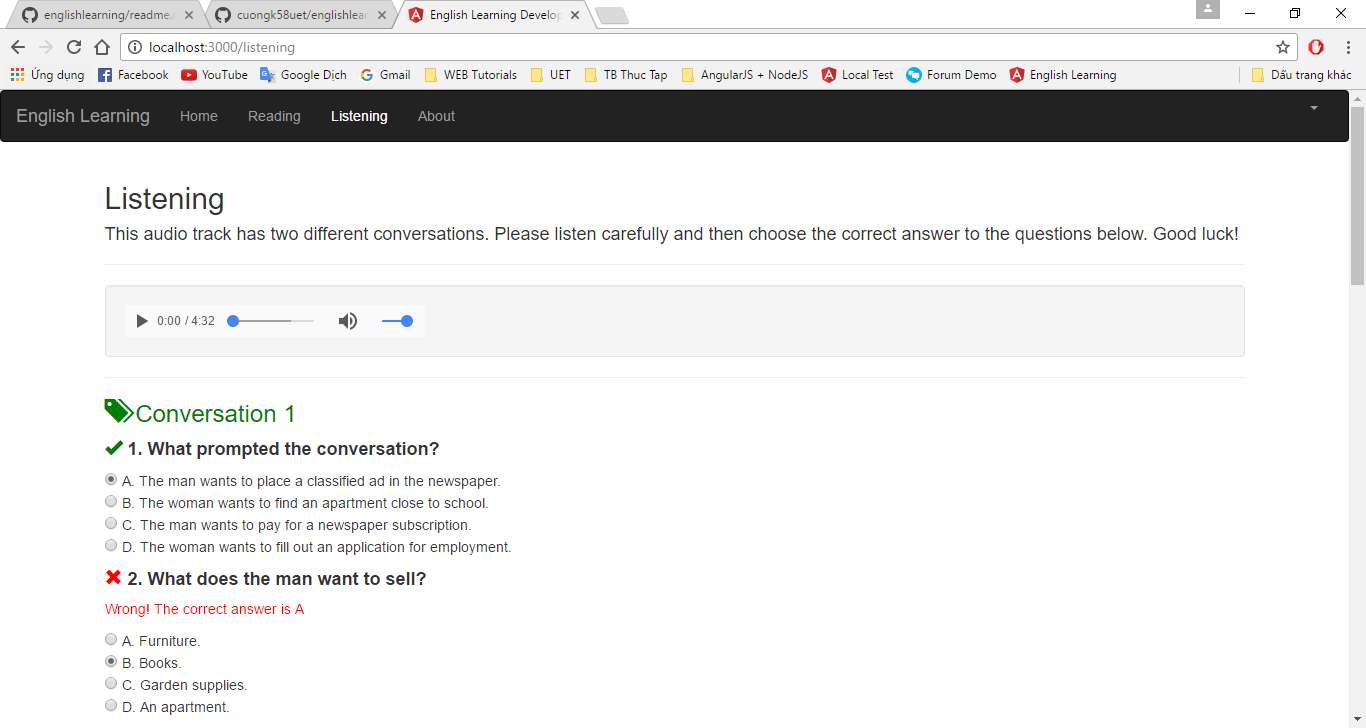 englishlearning/readme.
cuongk58uet/englishlear
English Learning Develop
localhost:3000/listening
Ứng dụng Facebook YouTube Google Dịch Gmail WEB Tutorials UET TB Thuc Tap AngularJS + NodeJS Local Test Forum Demo English Learning Dấu trang khác
English Learning Home Reading Listening About
Listening
This audio track has two different conversations. Please listen carefully and then choose the correct answer to the questions below. Good luck!
0:00 / 4:32
Conversation 1
1. What prompted the conversation?
A. The man wants to place a classified ad in the newspaper.
B. The woman wants to find an apartment close to school.
C. The man wants to pay for a newspaper subscription.
D. The woman wants to fill out an application for employment.
2. What does the man want to sell?
Wrong! The correct answer is A
A. Furniture.
B. Books.
C. Garden supplies.
D. An apartment.